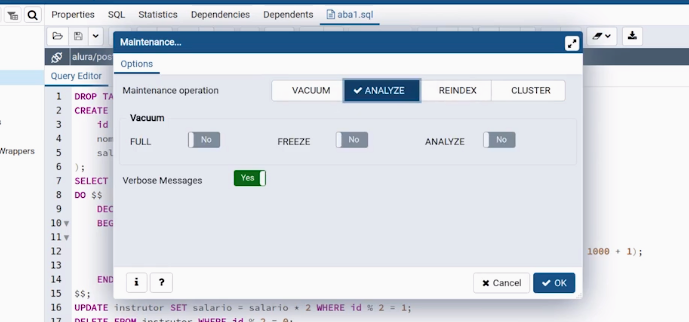 Properties SQL Statistics Dependencies Dependents aba1.sql
Maintenance...
alura/pos
Options
Query Editor
Maintenance operation VACUUM ANALYZE REINDEX CLUSTER
1 DROP TA
2 CREATE
Vacuum
3 id
4 nom
FULL No FREEZE No ANALYZE No
5 sal
Wrappers
6 );
7 SELECT
Verbose Messages Yes
8 DO $$
9 DEC
10 BEG
11
12 1000 + 1);
13
14 END
? Cancel OK
15 $$;
16 UPDATE instrutor SET salario = salario * 2 WHERE id % 2 = 1;
17 DELETE FROM instrutor WHERE id % 2 = 0;